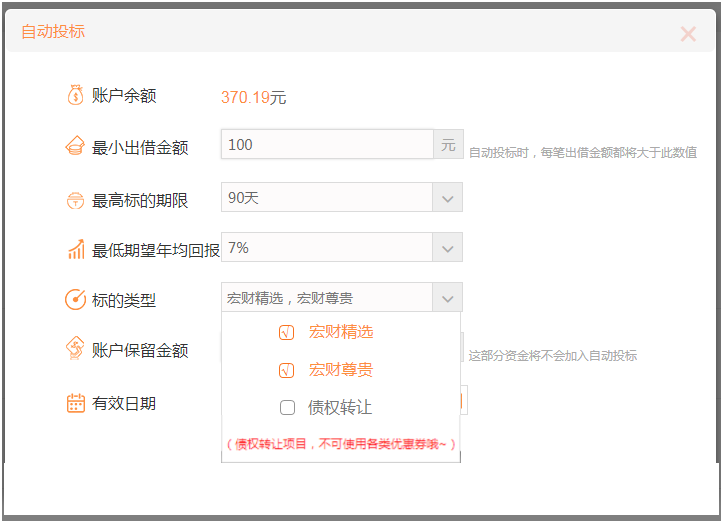 自动投标
账户余额 370.19元
最小出借金额 100 元 自动投标时，每笔出借金额都将大于此数值
最高标的期限 90天
最低期望年均回报 7%
标的类型 宏财精选，宏财尊贵
宏财精选
账户保留金额 这部分资金将不会加入自动投标
宏财尊贵
有效日期 债权转让
（债权转让项目，不可使用各类优惠券哦~）